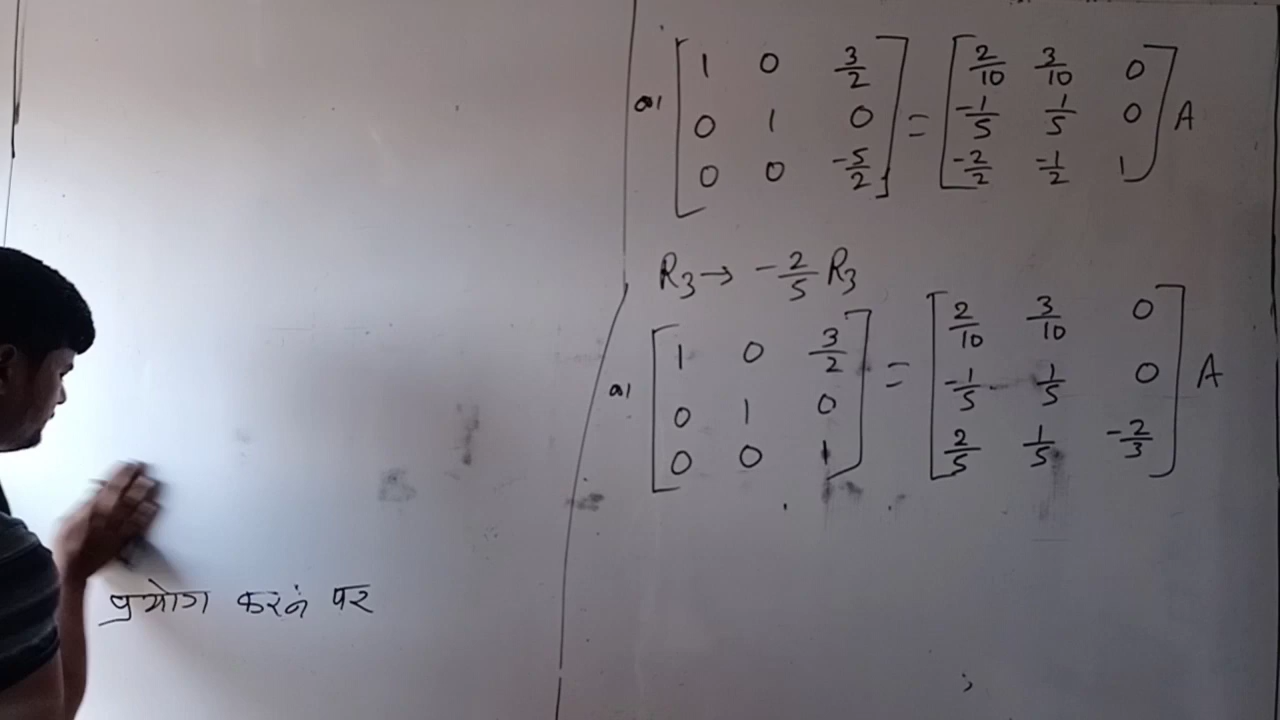 प्रयोग करने पर
या [ 1 0 3/2 ] = [ 2/10 3/10 0 ] A
[ 0 1 0 ] [ -1/5 1/5 0 ]
[ 0 0 -5/2 ] [ -2/2 -1/2 1 ]
R3 → -2/5 R3
या [ 1 0 3/2 ] = [ 2/10 3/10 0 ] A
[ 0 1 0 ] [ -1/5 1/5 0 ]
[ 0 0 1 ] [ 2/5 1/5 -2/3 ]